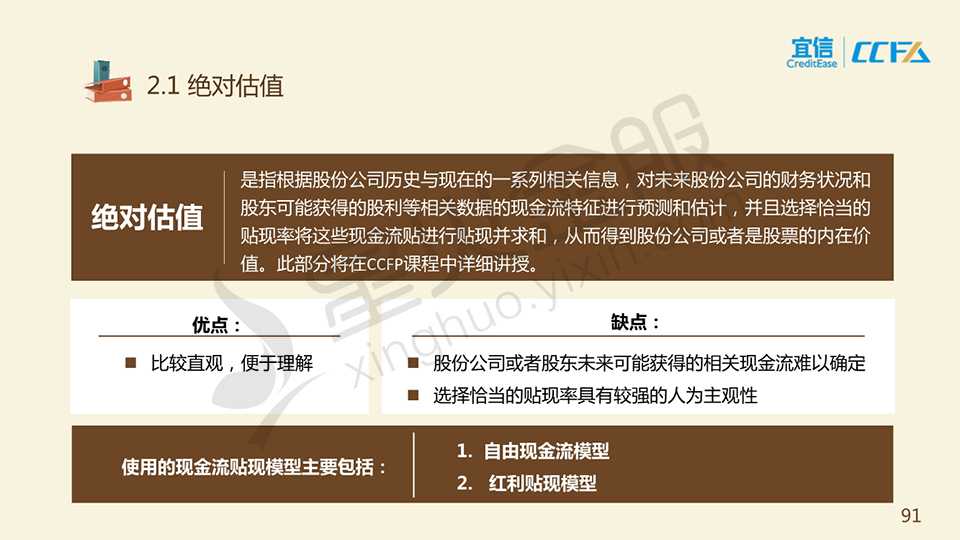 宜信
CreditEase
CCFA
2.1 绝对估值
绝对估值
是指根据股份公司历史与现在的一系列相关信息，对未来股份公司的财务状况和
股东可能获得的股利等相关数据的现金流特征进行预测和估计，并且选择恰当的
贴现率将这些现金流贴进行贴现并求和，从而得到股份公司或者是股票的内在价
值。此部分将在CCFP课程中详细讲授。
优点：
■ 比较直观，便于理解
缺点：
■ 股份公司或者股东未来可能获得的相关现金流难以确定
■ 选择恰当的贴现率具有较强的人为主观性
使用的现金流贴现模型主要包括：
1. 自由现金流模型
2. 红利贴现模型
91
星火金服
xinghuo.yixin.com